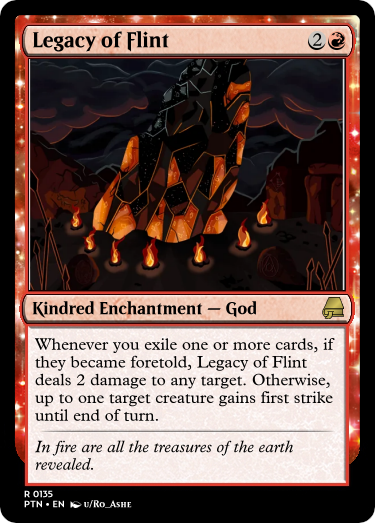 Legacy of Flint 2
Kindred Enchantment — God
Whenever you exile one or more cards, if
they became foretold, Legacy of Flint
deals 2 damage to any target. Otherwise,
up to one target creature gains first strike
until end of turn.
In fire are all the treasures of the earth
revealed.
R 0135
PTN • EN u/Ro_Ashe